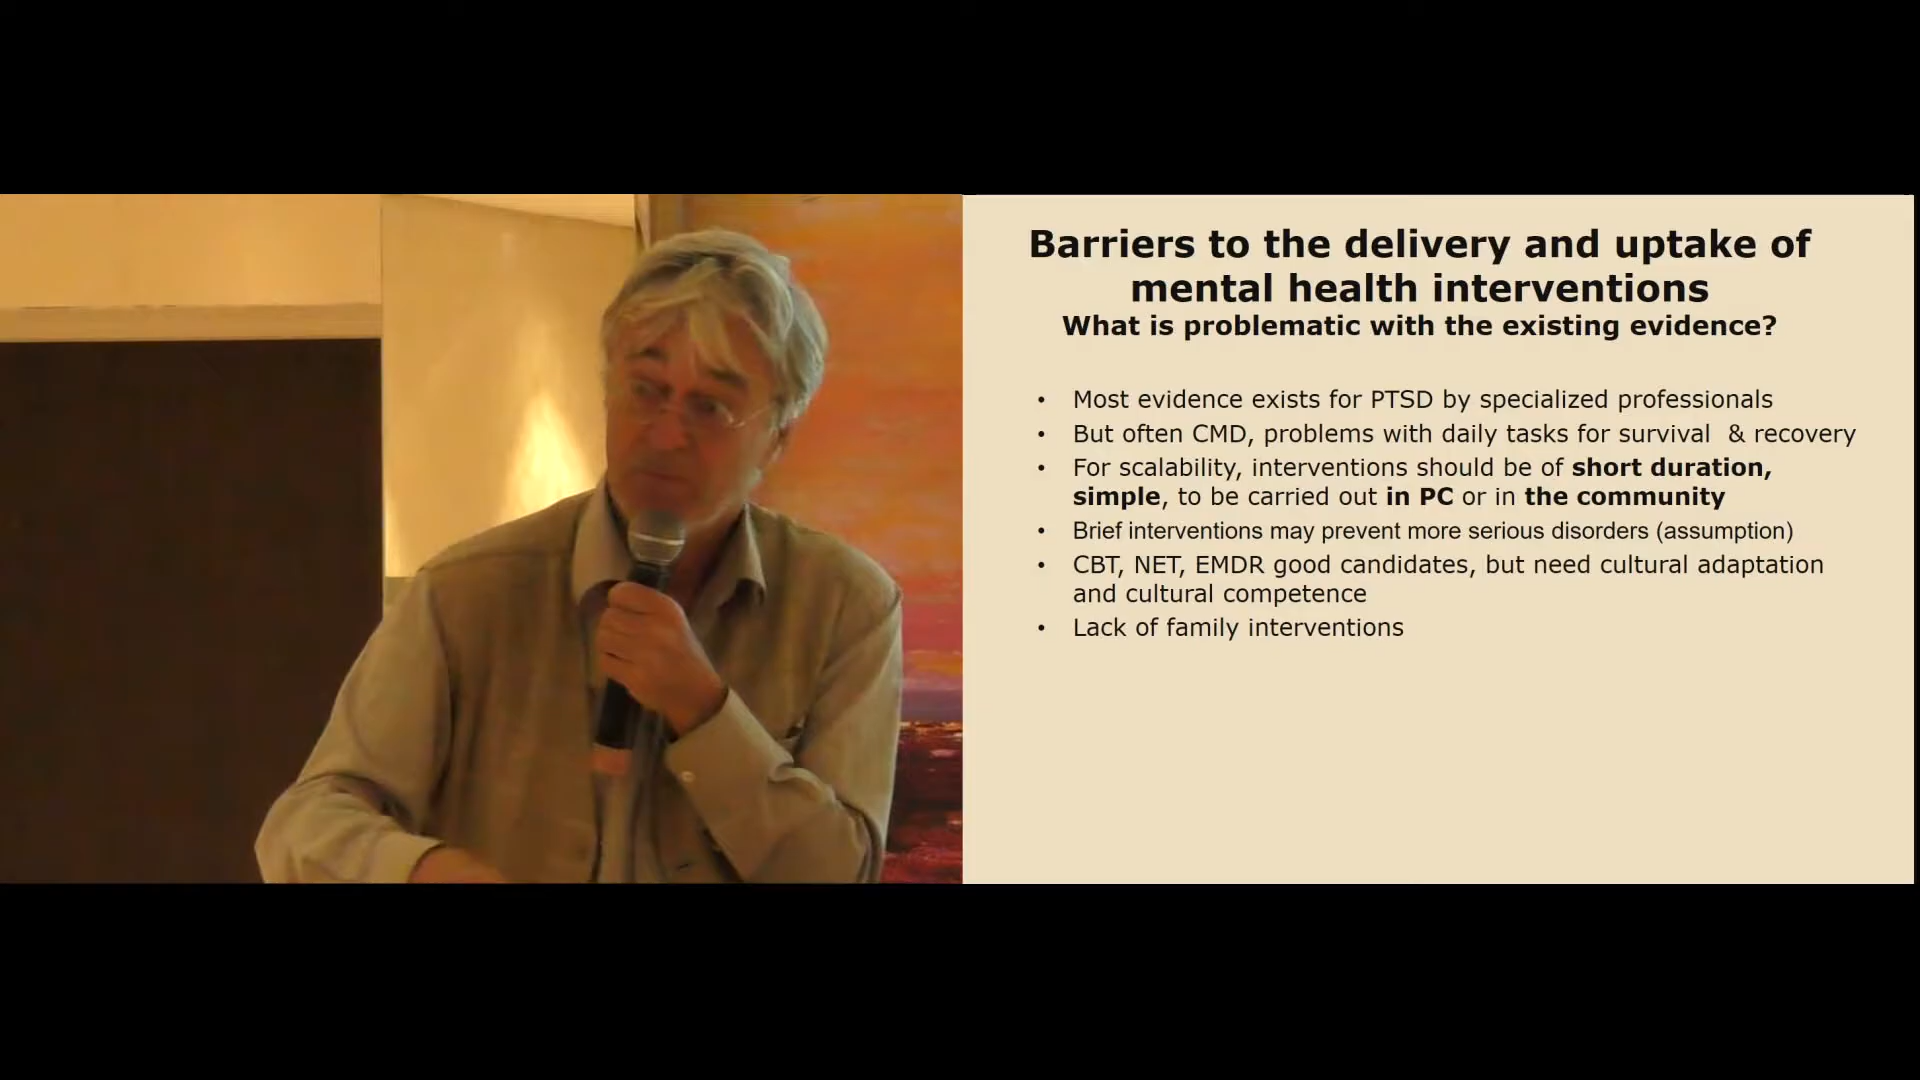 Barriers to the delivery and uptake of
mental health interventions
What is problematic with the existing evidence?
• Most evidence exists for PTSD by specialized professionals
• But often CMD, problems with daily tasks for survival  & recovery
• For scalability, interventions should be of short duration,
simple, to be carried out in PC or in the community
• Brief interventions may prevent more serious disorders (assumption)
• CBT, NET, EMDR good candidates, but need cultural adaptation
and cultural competence
• Lack of family interventions